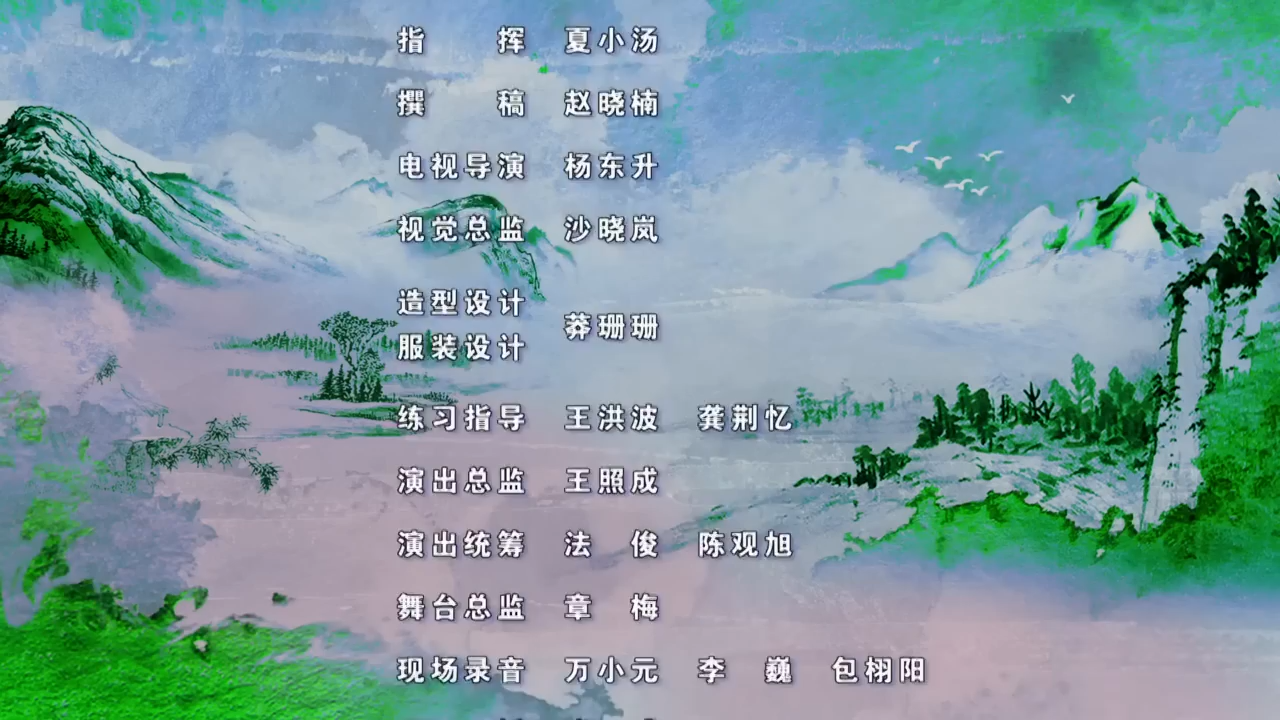 指 挥 夏小汤
撰 稿 赵晓楠
电视导演 杨东升
视觉总监 沙晓岚
造型设计
服装设计 莽珊珊
练习指导 王洪波 龚荆忆
演出总监 王照成
演出统筹 法 俊 陈观旭
舞台总监 章 梅
现场录音 万小元 李 巍 包栩阳